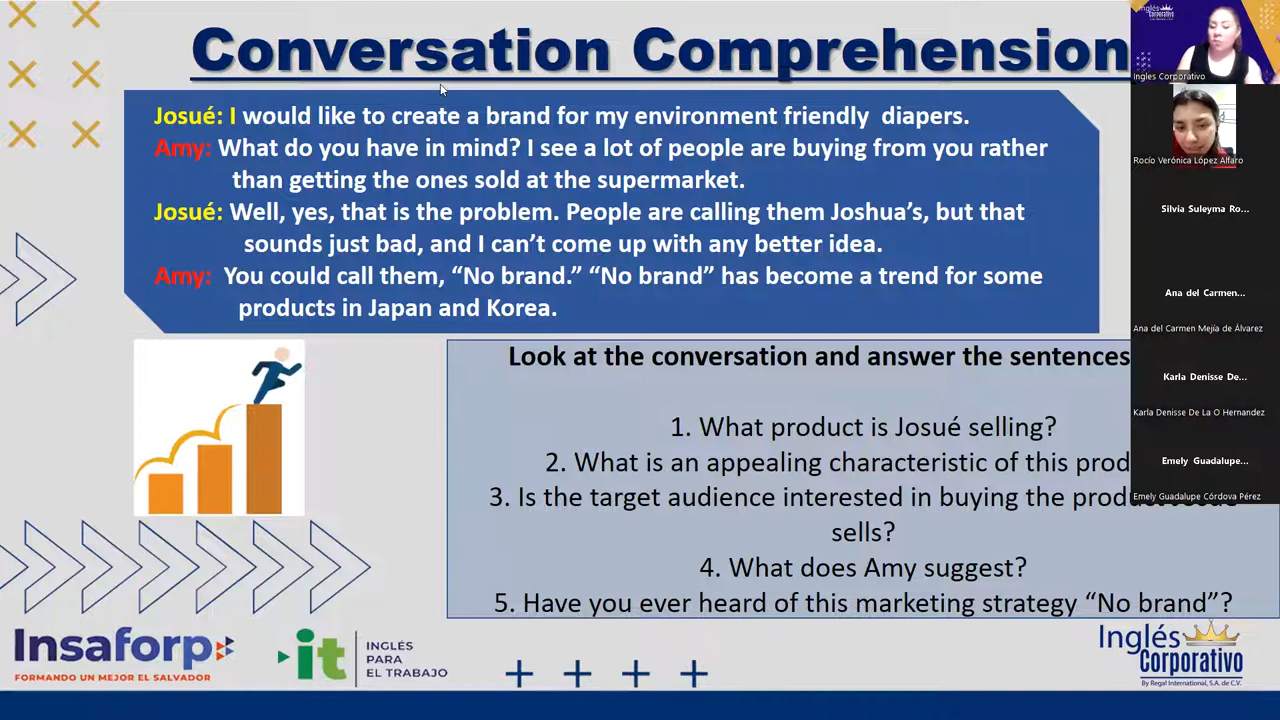 Conversation Comprehension
Josué: I would like to create a brand for my environment friendly diapers.
Amy: What do you have in mind? I see a lot of people are buying from you rather
than getting the ones sold at the supermarket.
Josué: Well, yes, that is the problem. People are calling them Joshua’s, but that
sounds just bad, and I can’t come up with any better idea.
Amy: You could call them, “No brand.” “No brand” has become a trend for some
products in Japan and Korea.
Look at the conversation and answer the sentences
1. What product is Josué selling?
2. What is an appealing characteristic of this prod
3. Is the target audience interested in buying the product Josué
sells?
4. What does Amy suggest?
5. Have you ever heard of this marketing strategy “No brand”?
Inglés
Corporativo
Ingles Corporativo
Rocío Verónica López Alfaro
Silvia Suleyma Ro...
Ana del Carmen...
Ana del Carmen Mejía de Álvarez
Karla Denisse De...
Karla Denisse De La O Hernandez
Emely Guadalupe...
Emely Guadalupe Córdova Pérez
Insaforp
FORMANDO UN MEJOR EL SALVADOR
it
INGLÉS
PARA
EL TRABAJO
Inglés
Corporativo
By Regal International, S.A. de C.V.